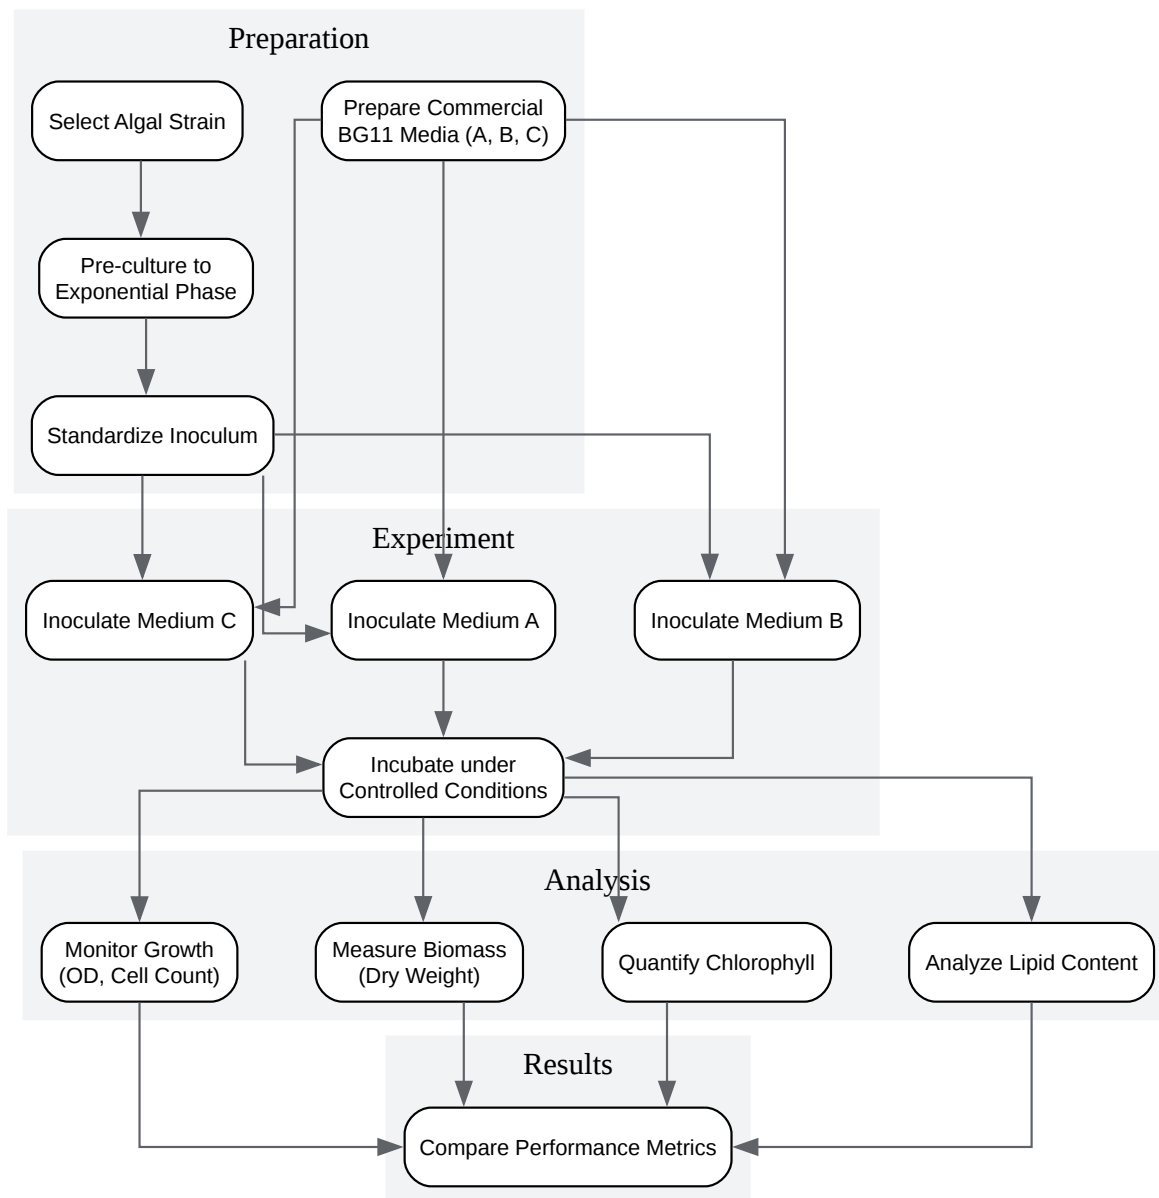 Preparation
Select Algal Strain
Prepare Commercial
BG11 Media (A, B, C)
Pre-culture to
Exponential Phase
Standardize Inoculum
Experiment
Inoculate Medium C
Inoculate Medium A
Inoculate Medium B
Incubate under
Controlled Conditions
Analysis
Monitor Growth
(OD, Cell Count)
Measure Biomass
(Dry Weight)
Quantify Chlorophyll
Analyze Lipid Content
Results
Compare Performance Metrics